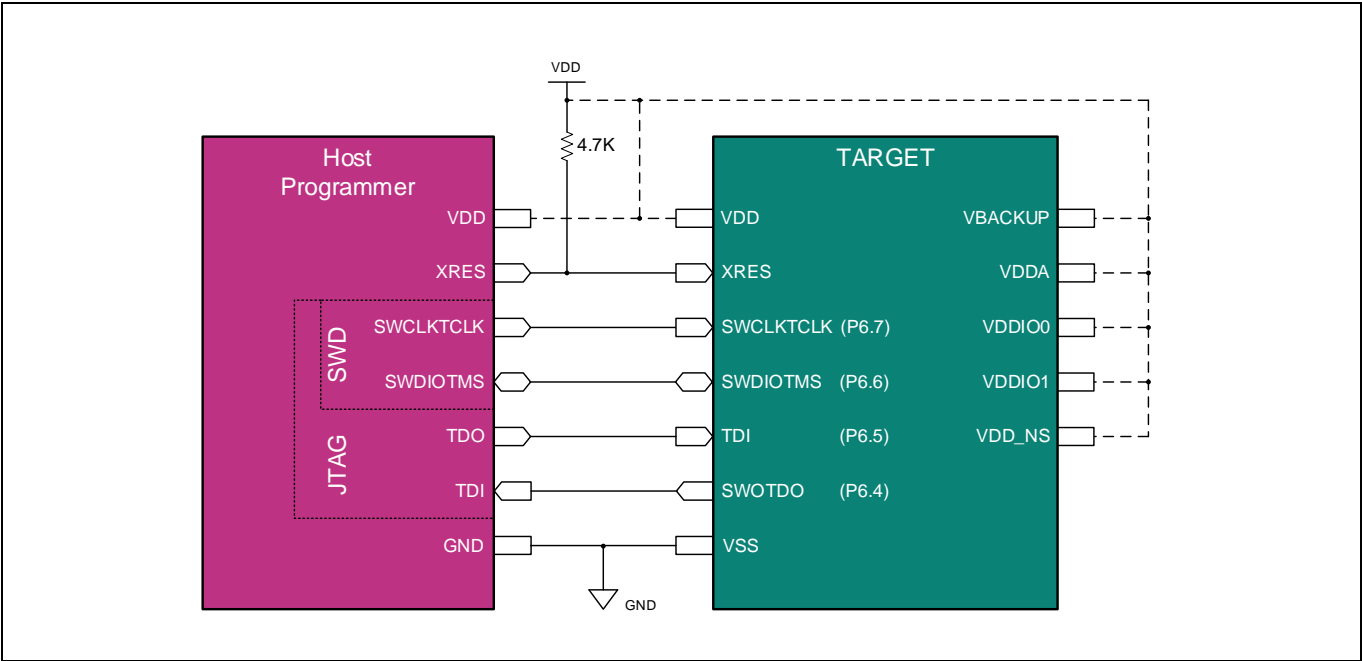 VDD
4.7K
Host
Programmer
VDD
XRES
SWD
SWCLKTCLK
SWDIOTMS
JTAG
TDO
TDI
GND
GND
TARGET
VDD
XRES
SWCLKTCLK (P6.7)
SWDIOTMS (P6.6)
TDI (P6.5)
SWOTDO (P6.4)
VSS
VBACKUP
VDDA
VDDIO0
VDDIO1
VDD_NS